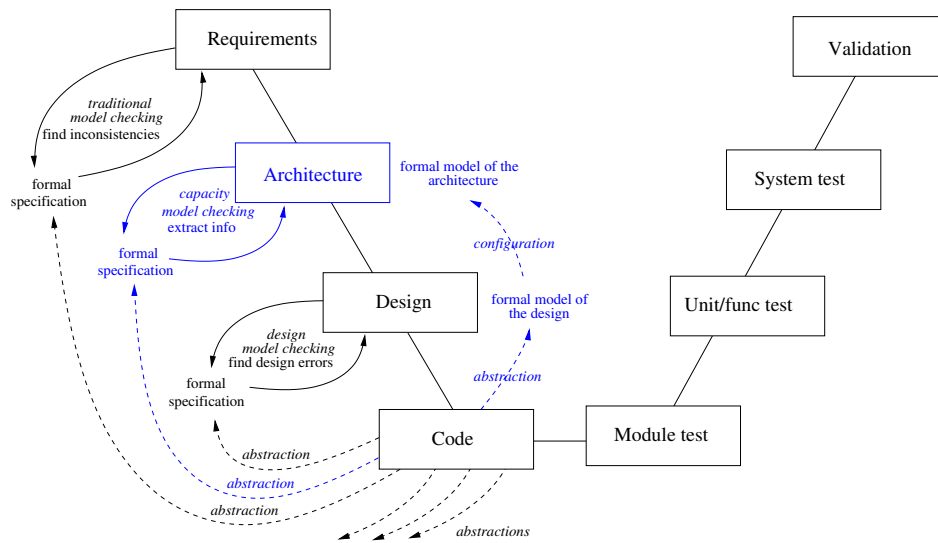 Requirements
Validation
traditional
model checking
find inconsistencies
formal
specification
Architecture
formal model of the
architecture
System test
capacity
model checking
extract info
configuration
formal
specification
Design
formal model of
the design
Unit/func test
design
model checking
find design errors
formal
specification
abstraction
Code
Module test
abstraction
abstraction
abstraction
abstractions